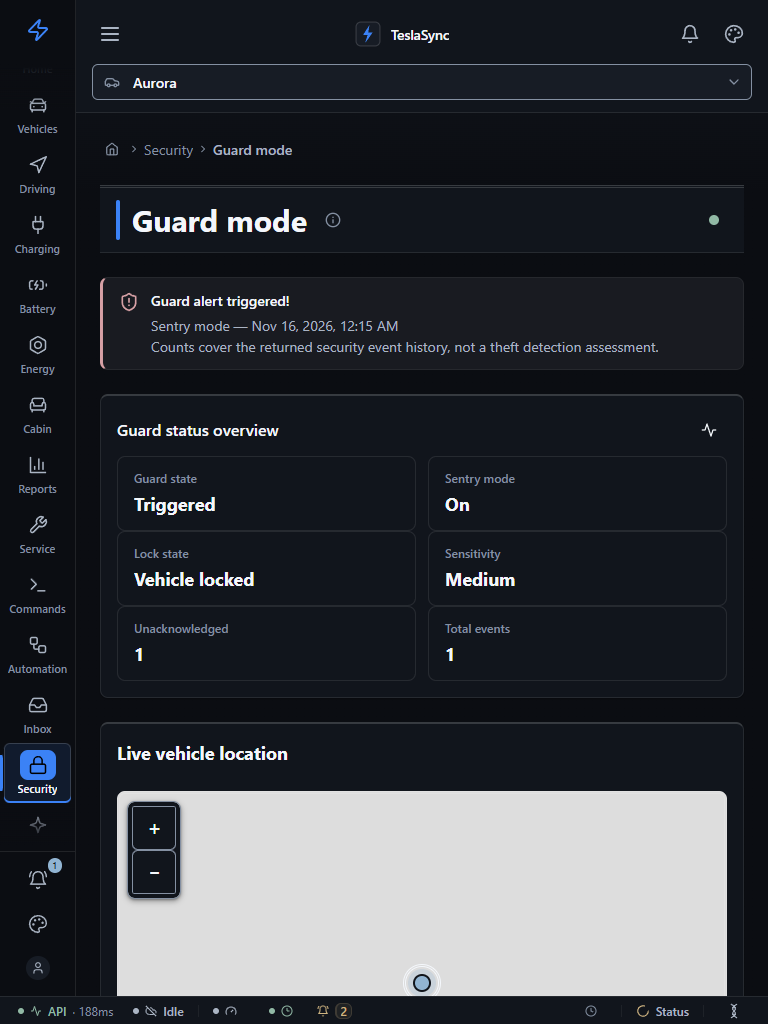 TeslaSync
Aurora
Vehicles
Driving
Charging
Battery
Energy
Cabin
Reports
Service
Commands
Automation
Inbox
Security
1
Security
Guard mode
Guard mode
Guard alert triggered!
Sentry mode — Nov 16, 2026, 12:15 AM
Counts cover the returned security event history, not a theft detection assessment.
Guard status overview
Guard state
Triggered
Sentry mode
On
Lock state
Vehicle locked
Sensitivity
Medium
Unacknowledged
1
Total events
1
Live vehicle location
+
−
API · 188ms
Idle
2
Status